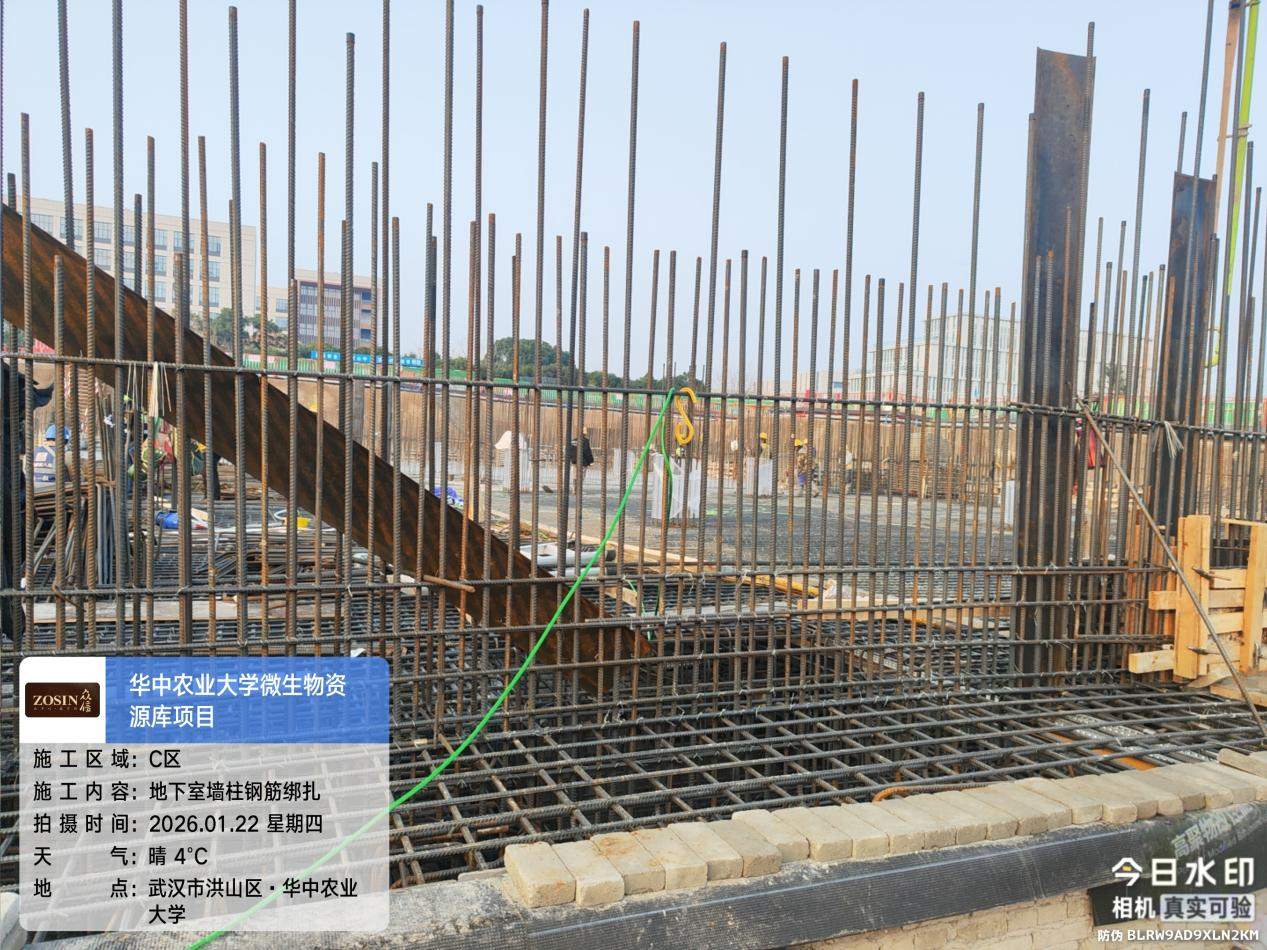 ZOSIN 众信
华中农业大学微生物资
源库项目
施工区域：C区
施工内容：地下室墙柱钢筋绑扎
拍摄时间：2026.01.22 星期四
天气：晴 4℃
地点：武汉市洪山区·华中农业
大学
今日水印
相机 真实可验
防伪 BLRW9AD9XLN2KM